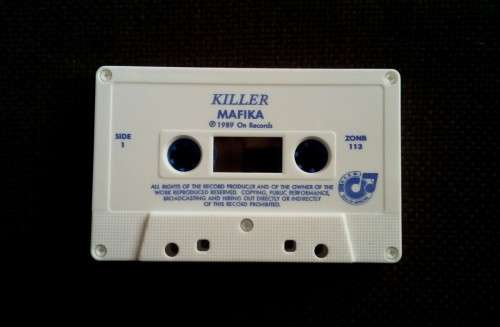 KILLER
MAFIKA
℗ 1989 On Records
SIDE
1
ZONB
113
ALL RIGHTS OF THE RECORD PRODUCER AND OF THE OWNER OF THE
WORK REPRODUCED RESERVED. COPYING, PUBLIC PERFORMANCE,
BROADCASTING AND HIRING OUT DIRECTLY OR INDIRECTLY
OF THIS RECORD PROHIBITED.